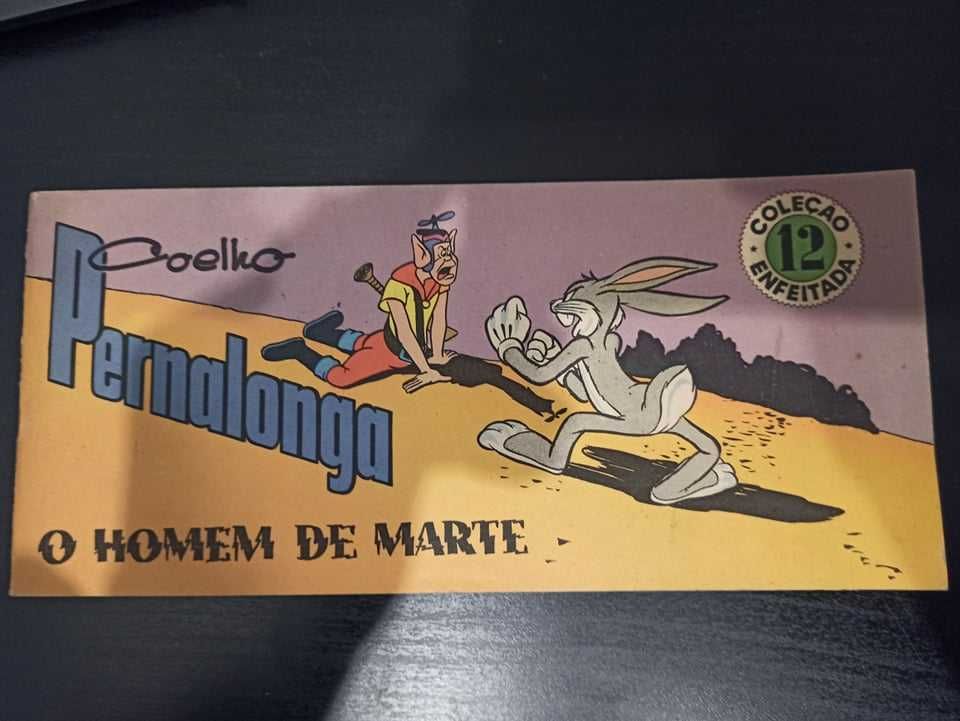 Coelho
Pernalonga
O HOMEM DE MARTE
COLEÇÃO
12
ENFEITADA